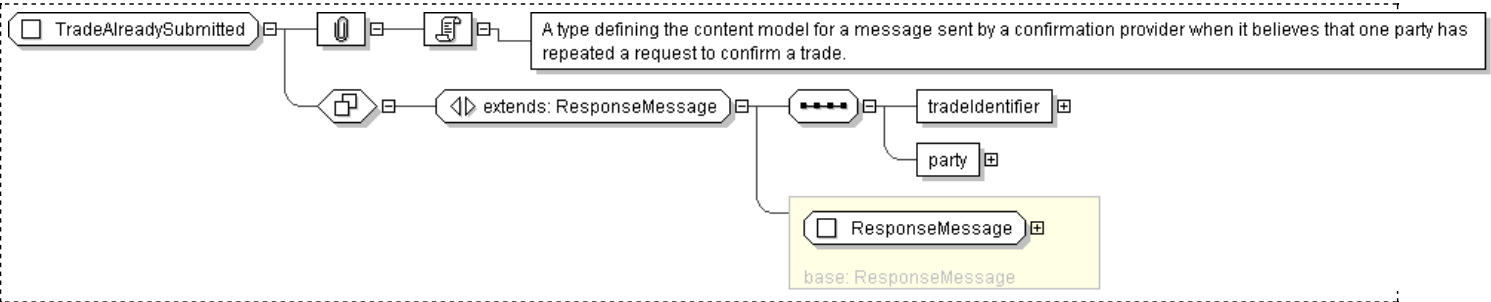 TradeAlreadySubmitted
A type defining the content model for a message sent by a confirmation provider when it believes that one party has
repeated a request to confirm a trade.
extends: ResponseMessage
tradeIdentifier
party
ResponseMessage
base: ResponseMessage